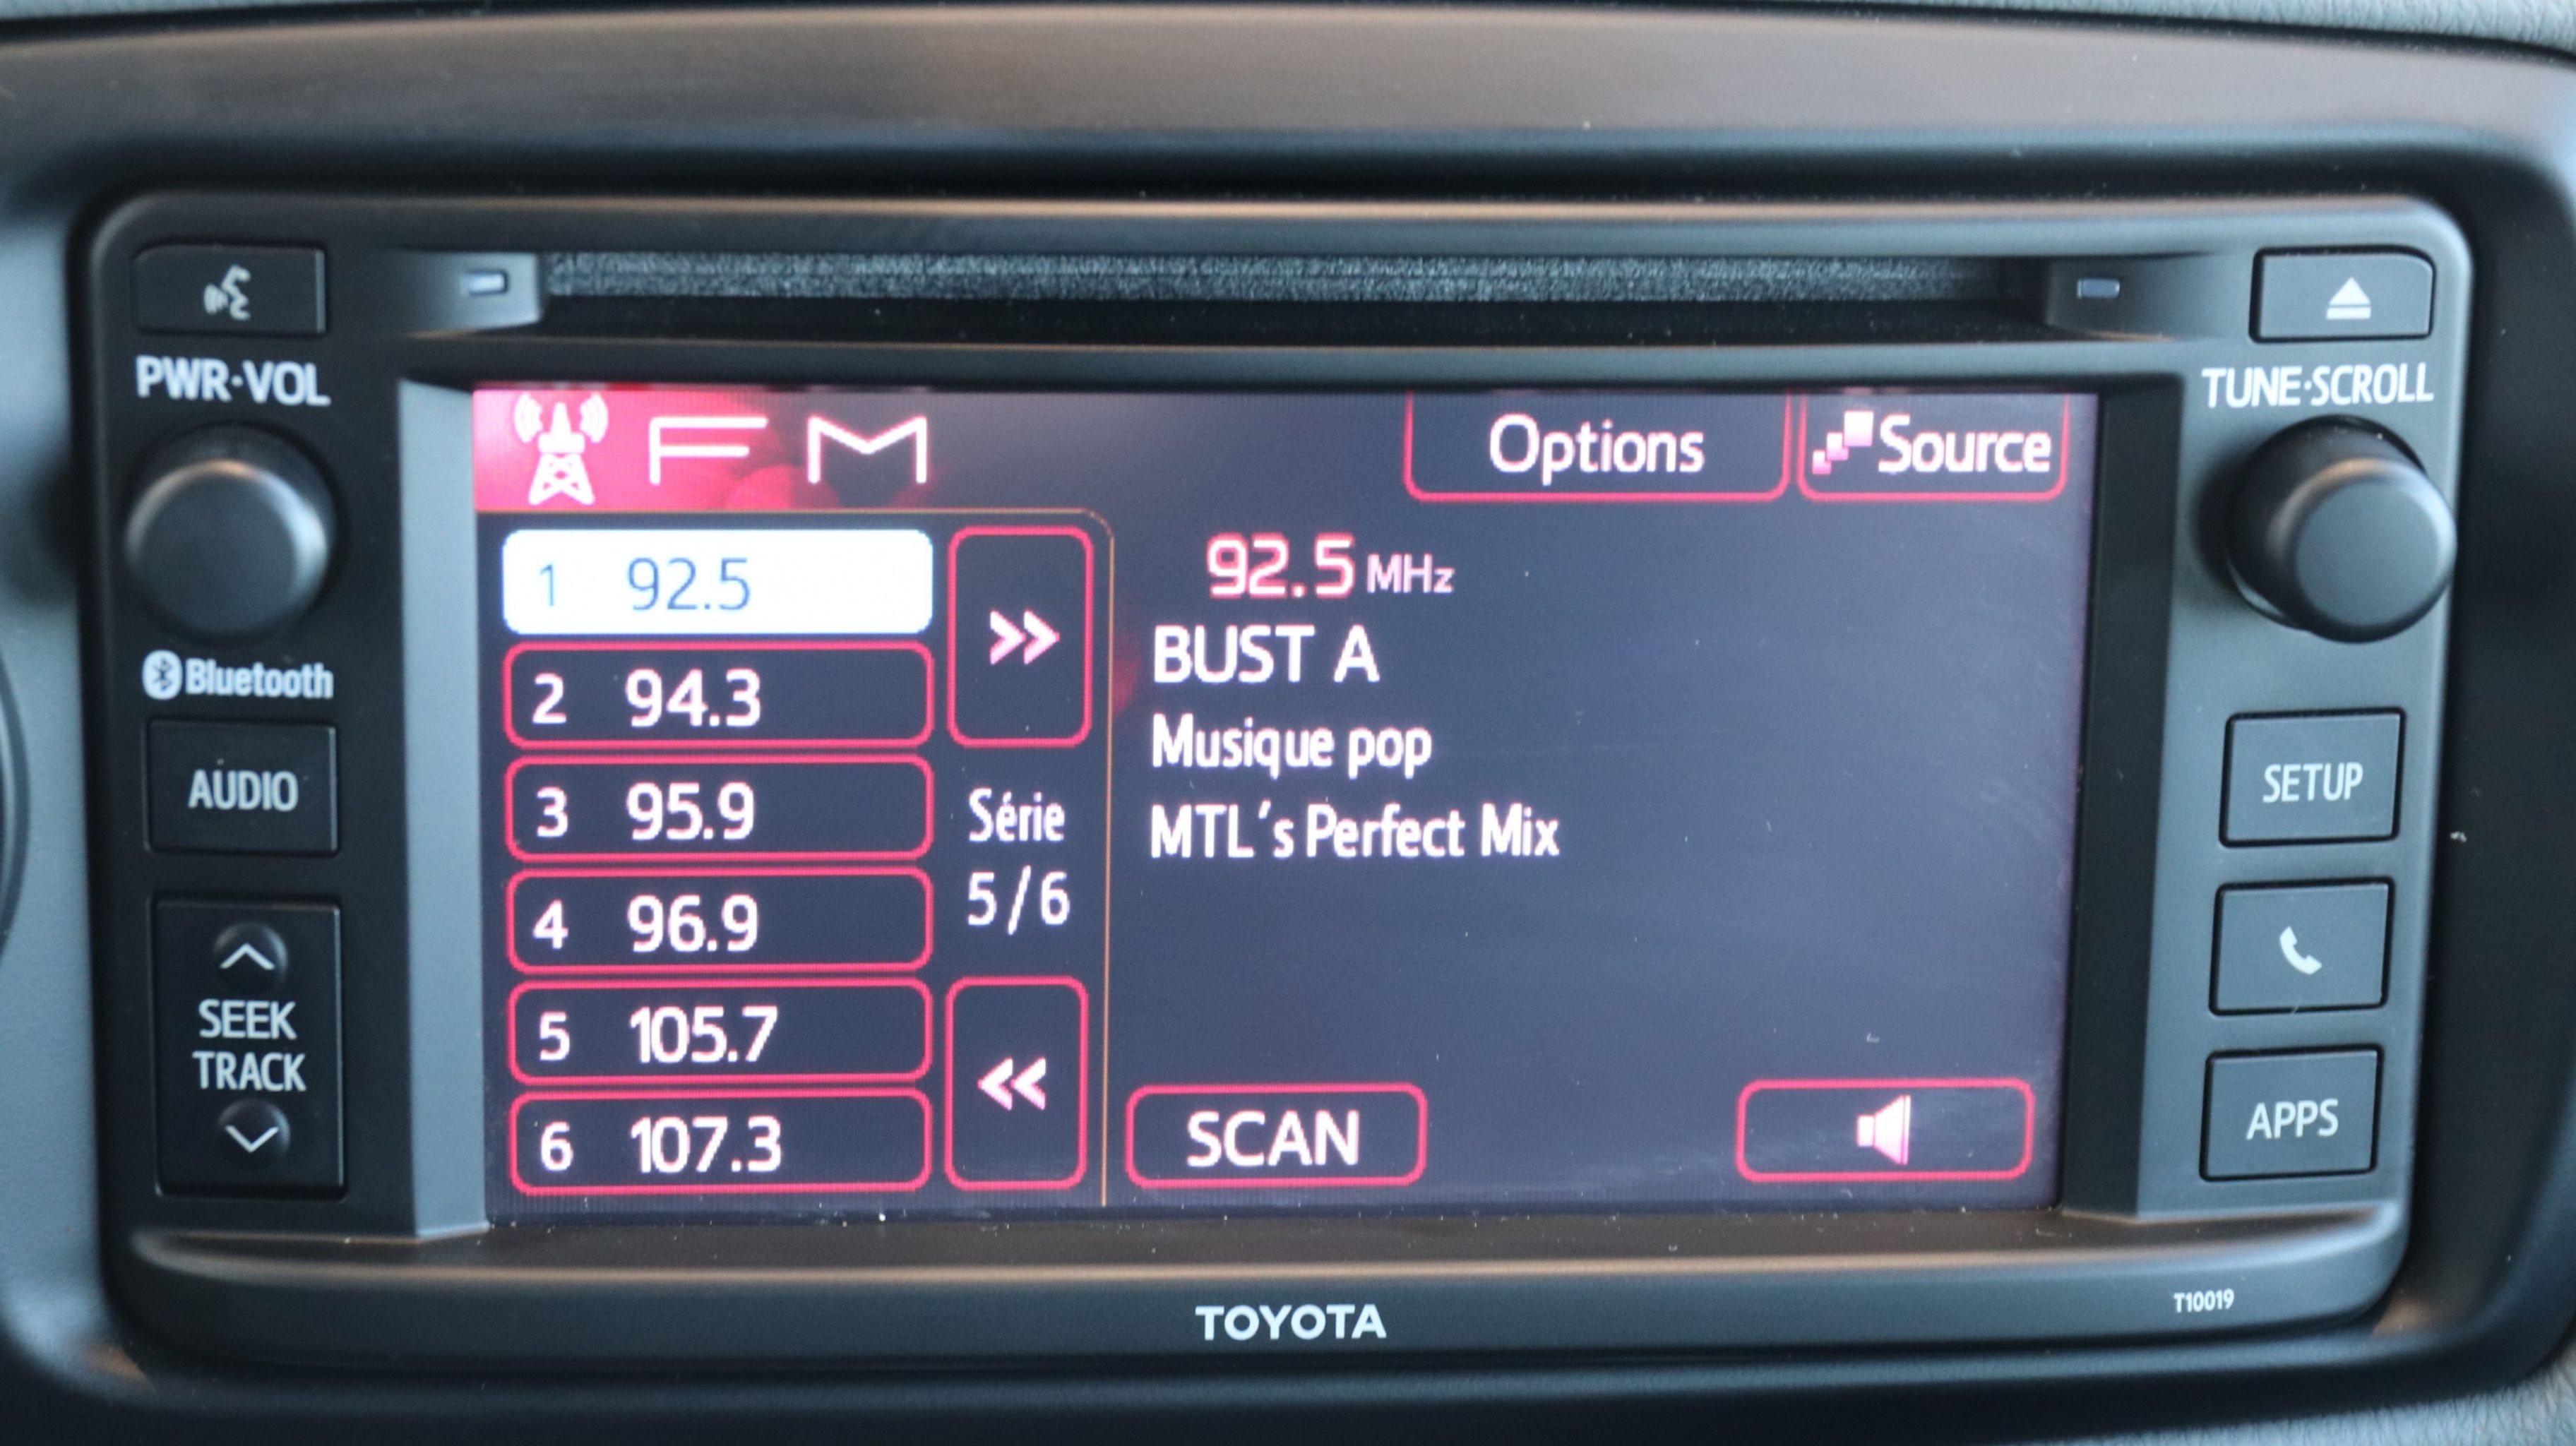 PWR·VOL
TUNE·SCROLL
FM
Options
Source
1 92.5
2 94.3
3 95.9
4 96.9
5 105.7
6 107.3
Série
5/6
92.5 MHz
BUST A
Musique pop
MTL's Perfect Mix
SCAN
Bluetooth
AUDIO
SEEK
TRACK
SETUP
APPS
TOYOTA
T10019